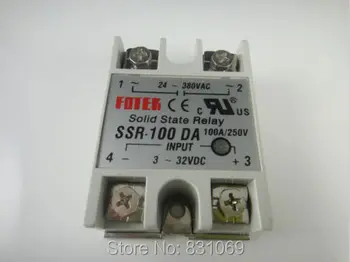 1 ~ 24 ~ 380VAC ~ 2
FOTEK CE c RU US
Solid State Relay
SSR-100 DA 100A/250V
INPUT
4 - 3 ~ 32VDC + 3
Store No: 831069